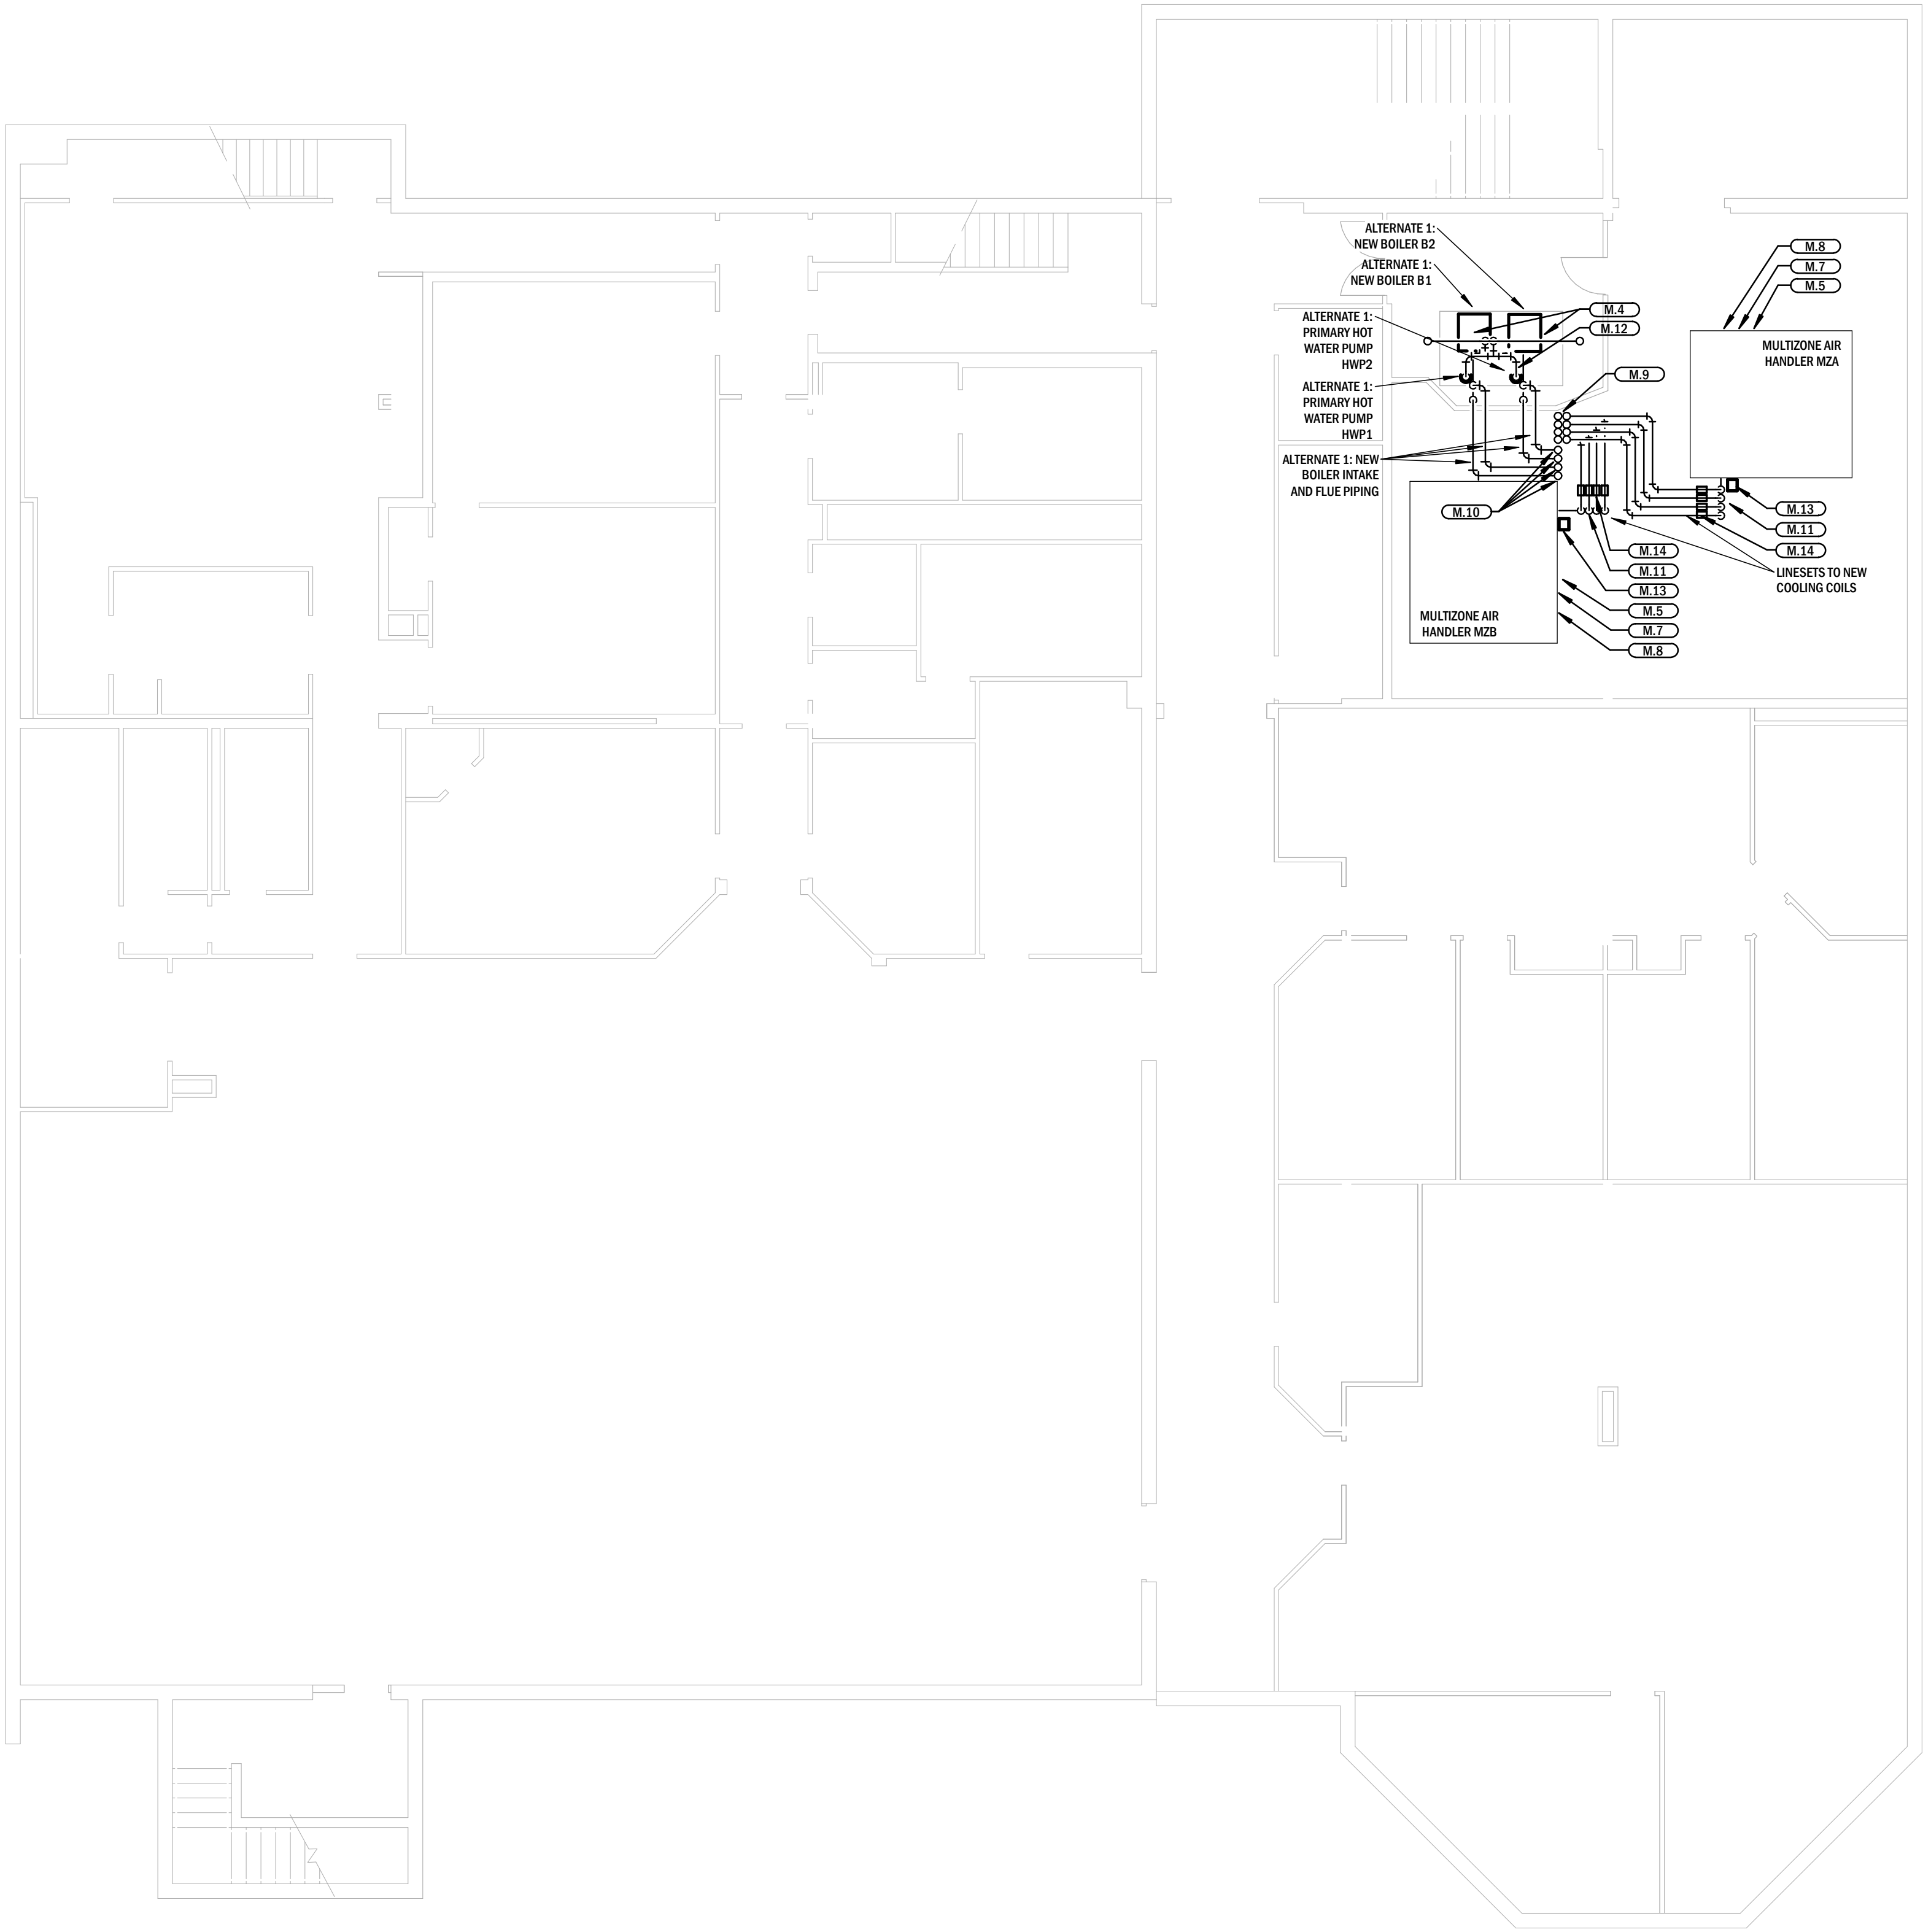 ALTERNATE 1:
NEW BOILER B2
ALTERNATE 1:
NEW BOILER B1
ALTERNATE 1:
PRIMARY HOT
WATER PUMP
HWP2
ALTERNATE 1:
PRIMARY HOT
WATER PUMP
HWP1
ALTERNATE 1: NEW
BOILER INTAKE
AND FLUE PIPING
M.4
M.12
M.9
M.10
M.8
M.7
M.5
MULTIZONE AIR
HANDLER MZA
M.13
M.11
M.14
LINESETS TO NEW
COOLING COILS
M.14
M.11
M.13
M.5
M.7
M.8
MULTIZONE AIR
HANDLER MZB